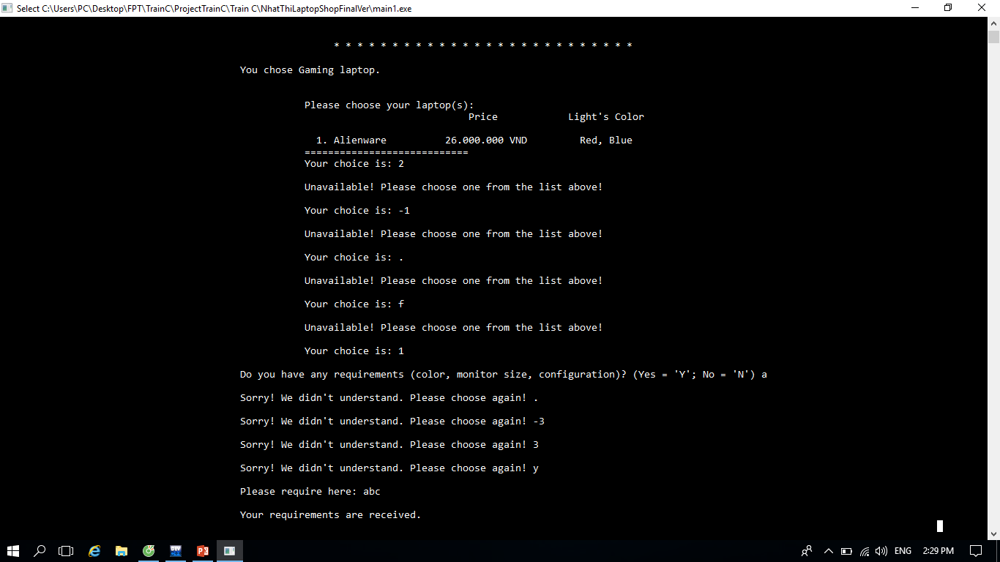 Select C:\Users\PC\Desktop\FPT\TrainC\ProjectTrainC\Train C\NhatThiLaptopShopFinalVer\main1.exe
* * * * * * * * * * * * * * * * * * * * * * * * * *
You chose Gaming laptop.
Please choose your laptop(s):
Price Light's Color
1. Alienware 26.000.000 VND Red, Blue
============================
Your choice is: 2
Unavailable! Please choose one from the list above!
Your choice is: -1
Unavailable! Please choose one from the list above!
Your choice is: .
Unavailable! Please choose one from the list above!
Your choice is: f
Unavailable! Please choose one from the list above!
Your choice is: 1
Do you have any requirements (color, monitor size, configuration)? (Yes = 'Y'; No = 'N') a
Sorry! We didn't understand. Please choose again! .
Sorry! We didn't understand. Please choose again! -3
Sorry! We didn't understand. Please choose again! 3
Sorry! We didn't understand. Please choose again! y
Please require here: abc
Your requirements are received.
DEV
ENG 2:29 PM